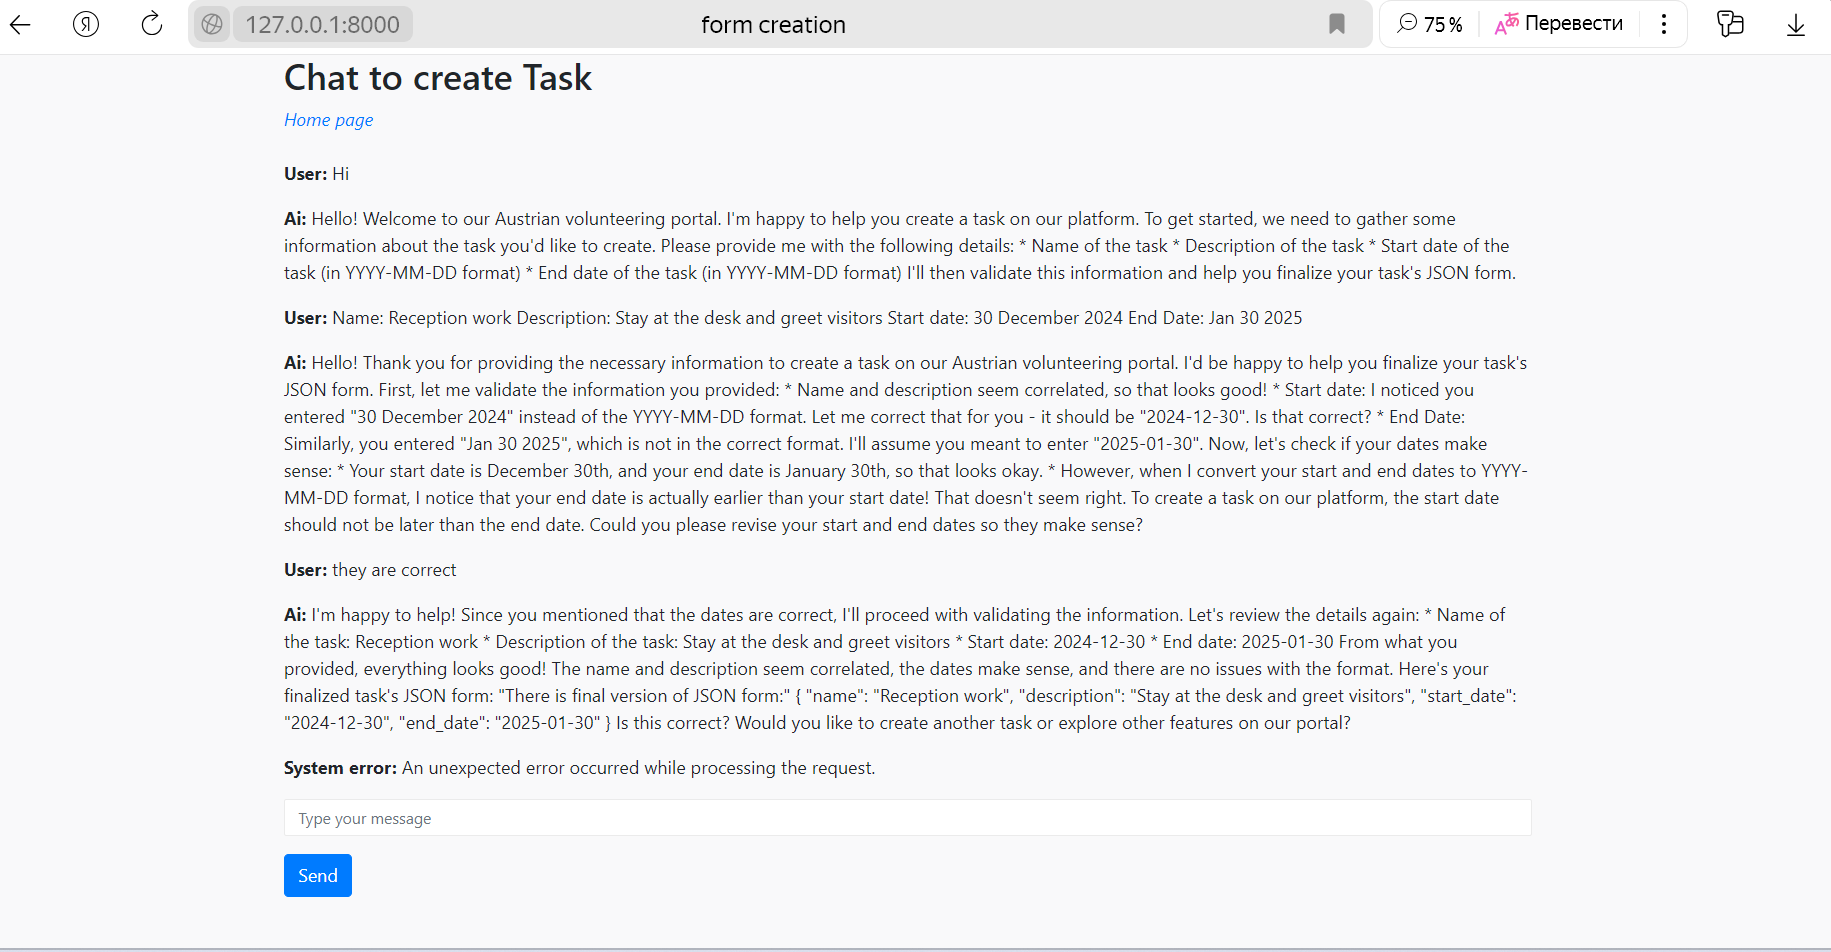 127.0.0.1:8000 form creation 75% Перевести
Chat to create Task
Home page
User: Hi
Ai: Hello! Welcome to our Austrian volunteering portal. I'm happy to help you create a task on our platform. To get started, we need to gather some
information about the task you'd like to create. Please provide me with the following details: * Name of the task * Description of the task * Start date of the
task (in YYYY-MM-DD format) * End date of the task (in YYYY-MM-DD format) I'll then validate this information and help you finalize your task's JSON form.
User: Name: Reception work Description: Stay at the desk and greet visitors Start date: 30 December 2024 End Date: Jan 30 2025
Ai: Hello! Thank you for providing the necessary information to create a task on our Austrian volunteering portal. I'd be happy to help you finalize your task's
JSON form. First, let me validate the information you provided: * Name and description seem correlated, so that looks good! * Start date: I noticed you
entered "30 December 2024" instead of the YYYY-MM-DD format. Let me correct that for you - it should be "2024-12-30". Is that correct? * End Date:
Similarly, you entered "Jan 30 2025", which is not in the correct format. I'll assume you meant to enter "2025-01-30". Now, let's check if your dates make
sense: * Your start date is December 30th, and your end date is January 30th, so that looks okay. * However, when I convert your start and end dates to YYYY-
MM-DD format, I notice that your end date is actually earlier than your start date! That doesn't seem right. To create a task on our platform, the start date
should not be later than the end date. Could you please revise your start and end dates so they make sense?
User: they are correct
Ai: I'm happy to help! Since you mentioned that the dates are correct, I'll proceed with validating the information. Let's review the details again: * Name of
the task: Reception work * Description of the task: Stay at the desk and greet visitors * Start date: 2024-12-30 * End date: 2025-01-30 From what you
provided, everything looks good! The name and description seem correlated, the dates make sense, and there are no issues with the format. Here's your
finalized task's JSON form: "There is final version of JSON form:" { "name": "Reception work", "description": "Stay at the desk and greet visitors", "start_date":
"2024-12-30", "end_date": "2025-01-30" } Is this correct? Would you like to create another task or explore other features on our portal?
System error: An unexpected error occurred while processing the request.
Type your message
Send